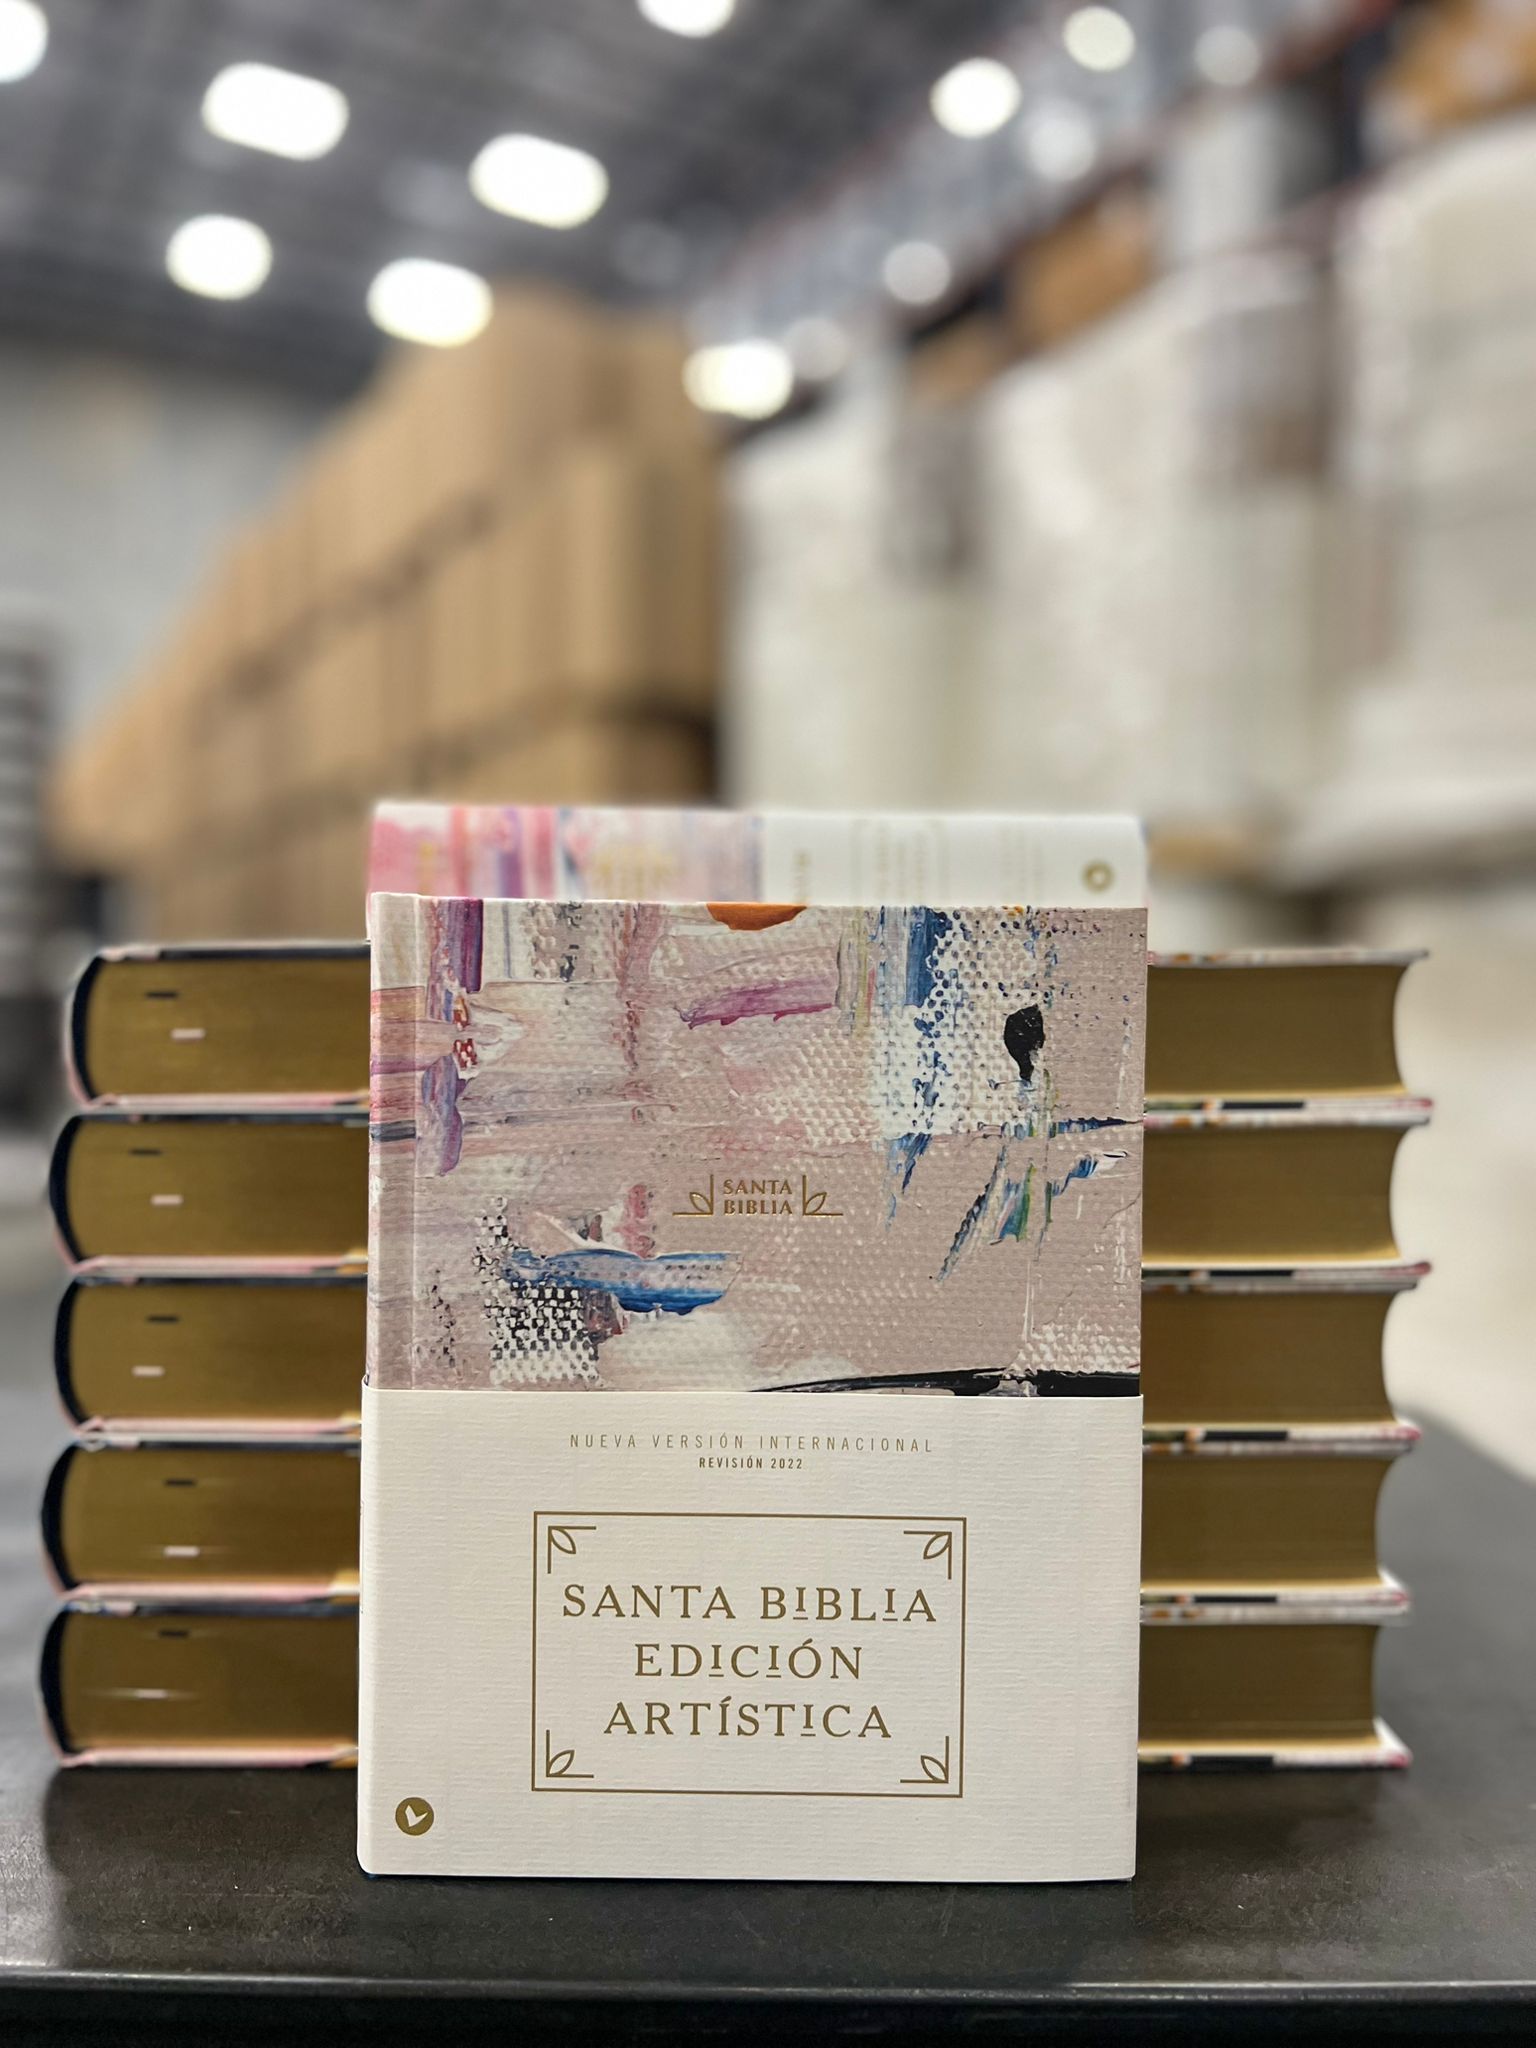 SANTA
BIBLIA
NUEVA VERSIÓN INTERNACIONAL
REVISIÓN 2022
SANTA BIBLIA
EDICIÓN
ARTÍSTICA